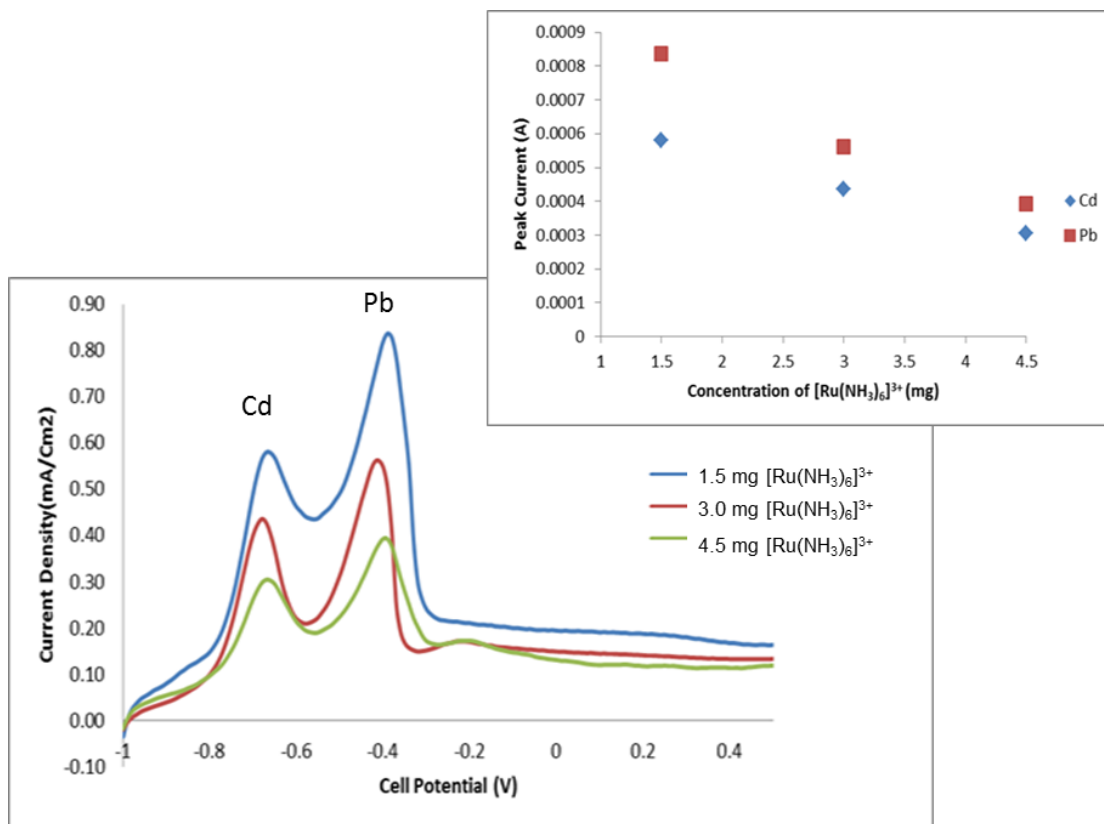 0.0009
0.0008
0.0007
0.0006
0.0005
0.0004
0.0003
0.0002
0.0001
0
Peak Current (A)
1 1.5 2 2.5 3 3.5 4 4.5
Concentration of [Ru(NH₃)₆]³⁺ (mg)
Cd
Pb
0.90
0.80
0.70
0.60
0.50
0.40
0.30
0.20
0.10
0.00
-0.10
Current Density(mA/Cm2)
Cd
Pb
1.5 mg [Ru(NH₃)₆]³⁺
3.0 mg [Ru(NH₃)₆]³⁺
4.5 mg [Ru(NH₃)₆]³⁺
-1 -0.8 -0.6 -0.4 -0.2 0 0.2 0.4
Cell Potential (V)